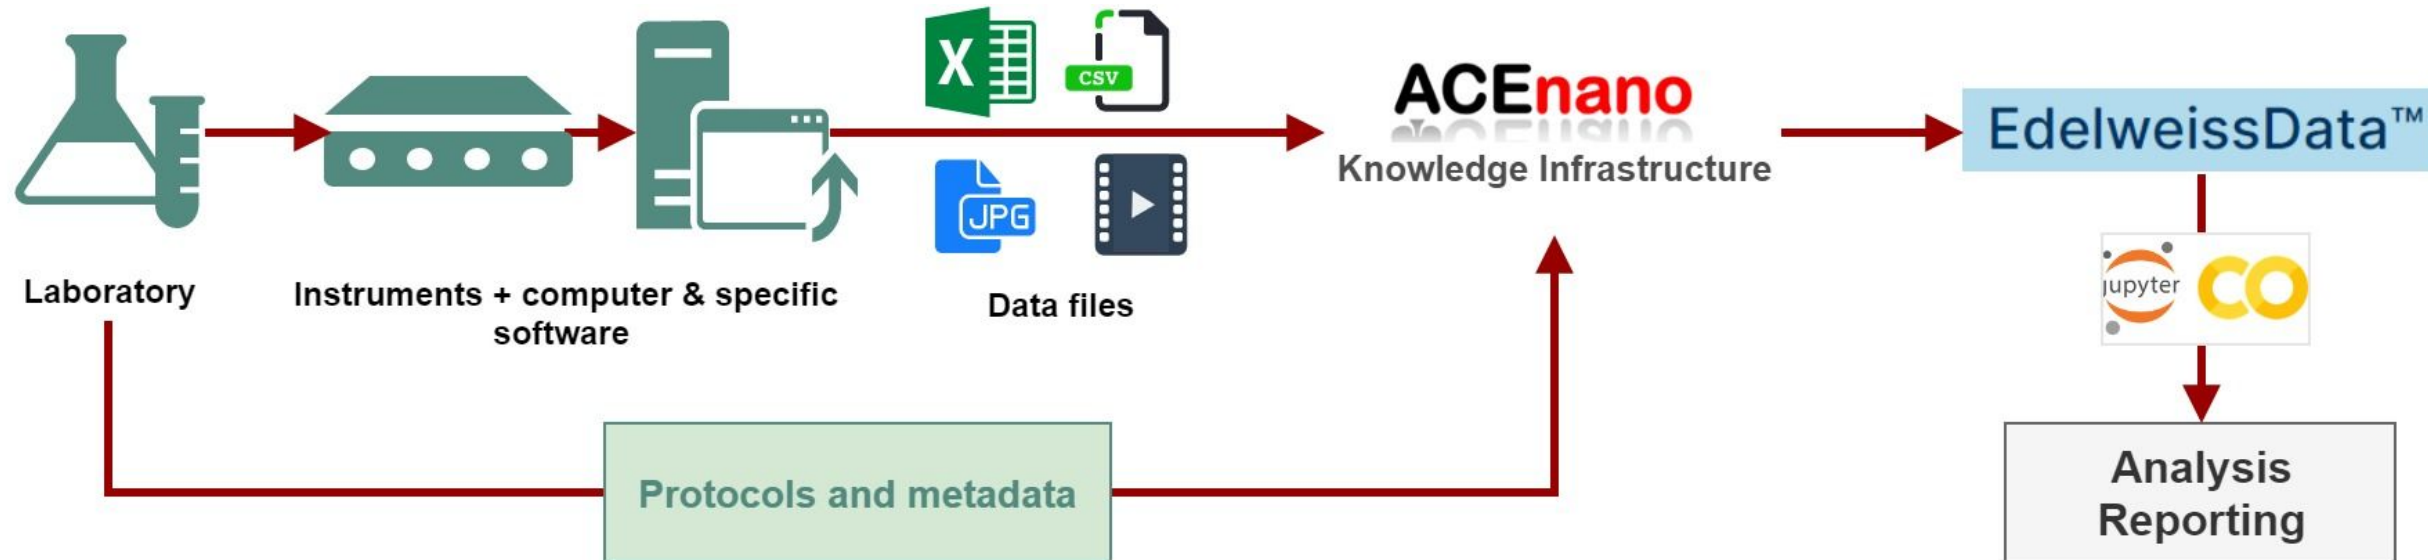 X
CSV
JPG
ACEnano
Knowledge Infrastructure
EdelweissData™
jupyter
CO
Laboratory
Instruments + computer & specific
software
Data files
Protocols and metadata
Analysis
Reporting